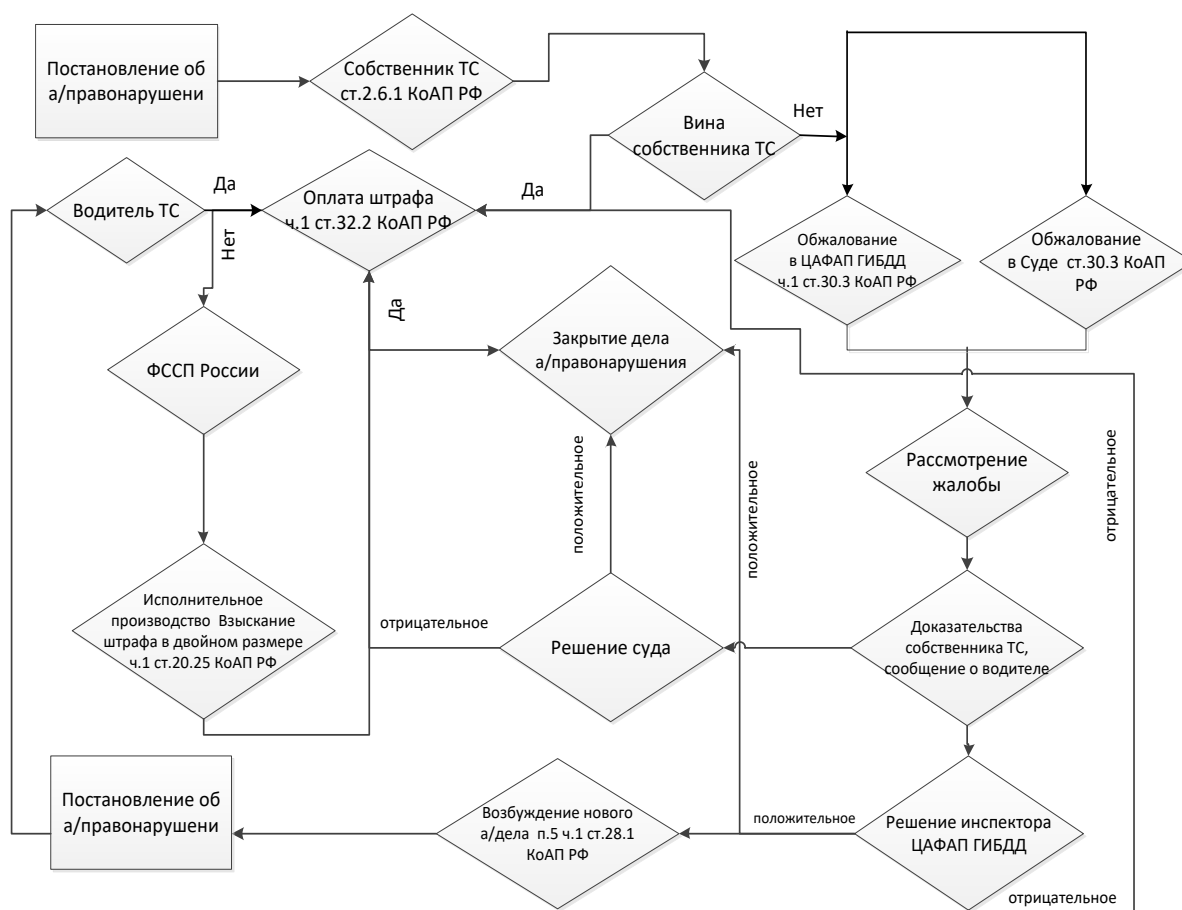 Постановление об
а/правонарушени
Собственник ТС
ст.2.6.1 КоАП РФ
Вина
собственника ТС
Нет
Водитель ТС
Да
Оплата штрафа
ч.1 ст.32.2 КоАП РФ
Да
Нет
Обжалование
в ЦАФАП ГИБДД
ч.1 ст.30.3 КоАП РФ
Обжалование
в Суде ст.30.3 КоАП
РФ
Да
ФССП России
Закрытие дела
а/правонарушения
Рассмотрение
жалобы
отрицательное
положительное
положительное
Исполнительное
производство Взыскание
штрафа в двойном размере
ч.1 ст.20.25 КоАП РФ
отрицательное
Решение суда
Доказательства
собственника ТС,
сообщение о водителе
Постановление об
а/правонарушени
Возбуждение нового
а/дела п.5 ч.1 ст.28.1
КоАП РФ
положительное
Решение инспектора
ЦАФАП ГИБДД
отрицательное